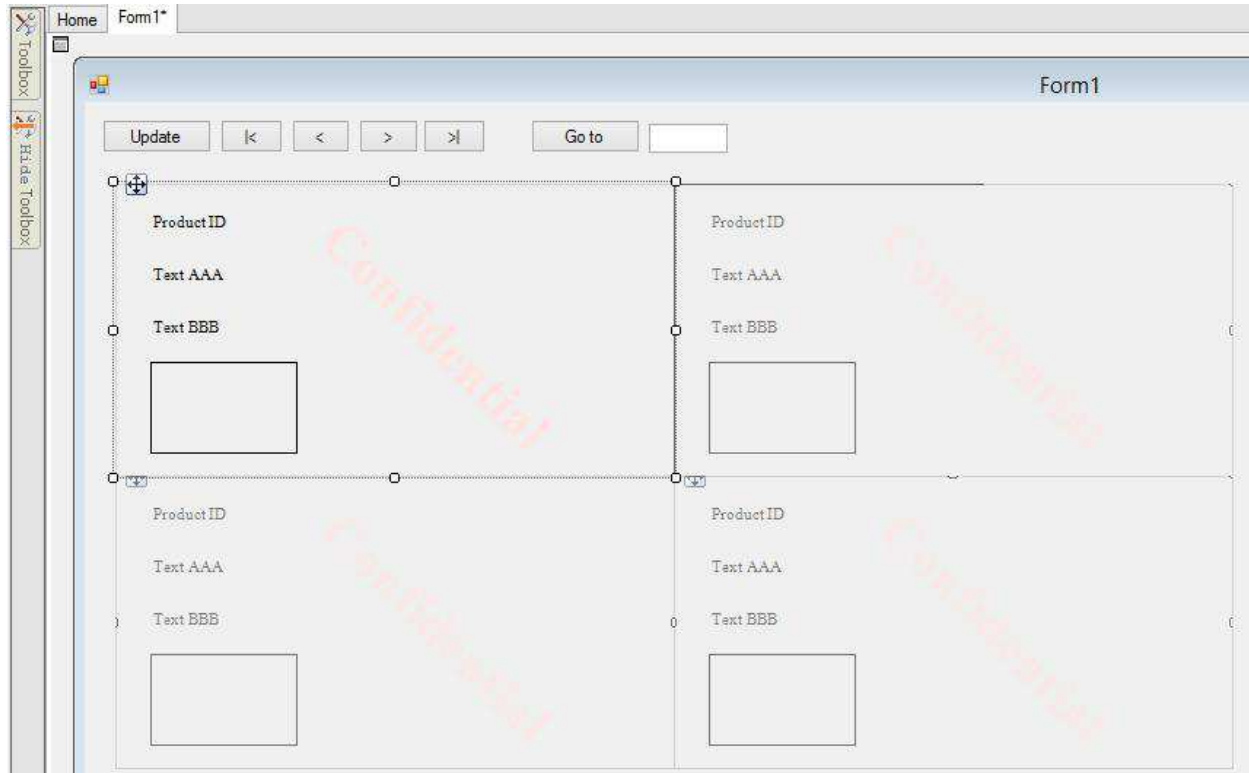 Home Form1*
Toolbox
Hide Toolbox
Form1
Update |< < > >| Go to
Product ID Product ID
Text AAA Text AAA
Text BBB Text BBB
Confidential Confidential
Product ID Product ID
Text AAA Text AAA
Text BBB Text BBB
Confidential Confidential